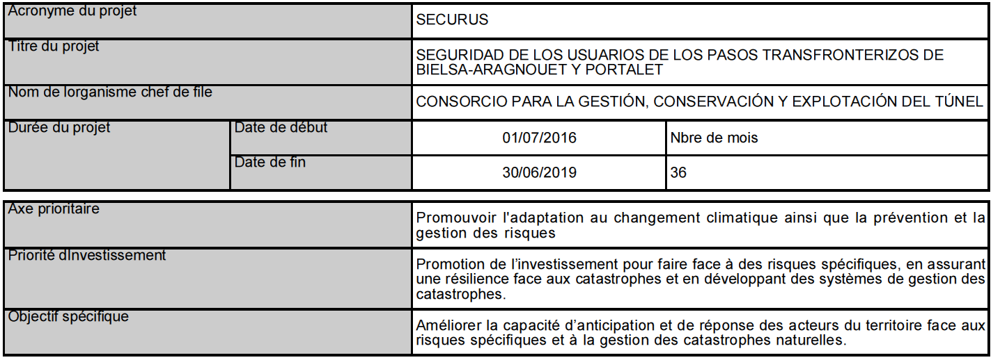 Acronyme du projet
SECURUS
Titre du projet
SEGURIDAD DE LOS USUARIOS DE LOS PASOS TRANSFRONTERIZOS DE
BIELSA-ARAGNOUET Y PORTALET
Nom de lorganisme chef de file
CONSORCIO PARA LA GESTIÓN, CONSERVACIÓN Y EXPLOTACIÓN DEL TÚNEL
Durée du projet
Date de début
01/07/2016
Nbre de mois
Date de fin
30/06/2019
36
Axe prioritaire
Promouvoir l'adaptation au changement climatique ainsi que la prévention et la
gestion des risques
Priorité dInvestissement
Promotion de l’investissement pour faire face à des risques spécifiques, en assurant
une résilience face aux catastrophes et en développant des systèmes de gestion des
catastrophes.
Objectif spécifique
Améliorer la capacité d’anticipation et de réponse des acteurs du territoire face aux
risques spécifiques et à la gestion des catastrophes naturelles.